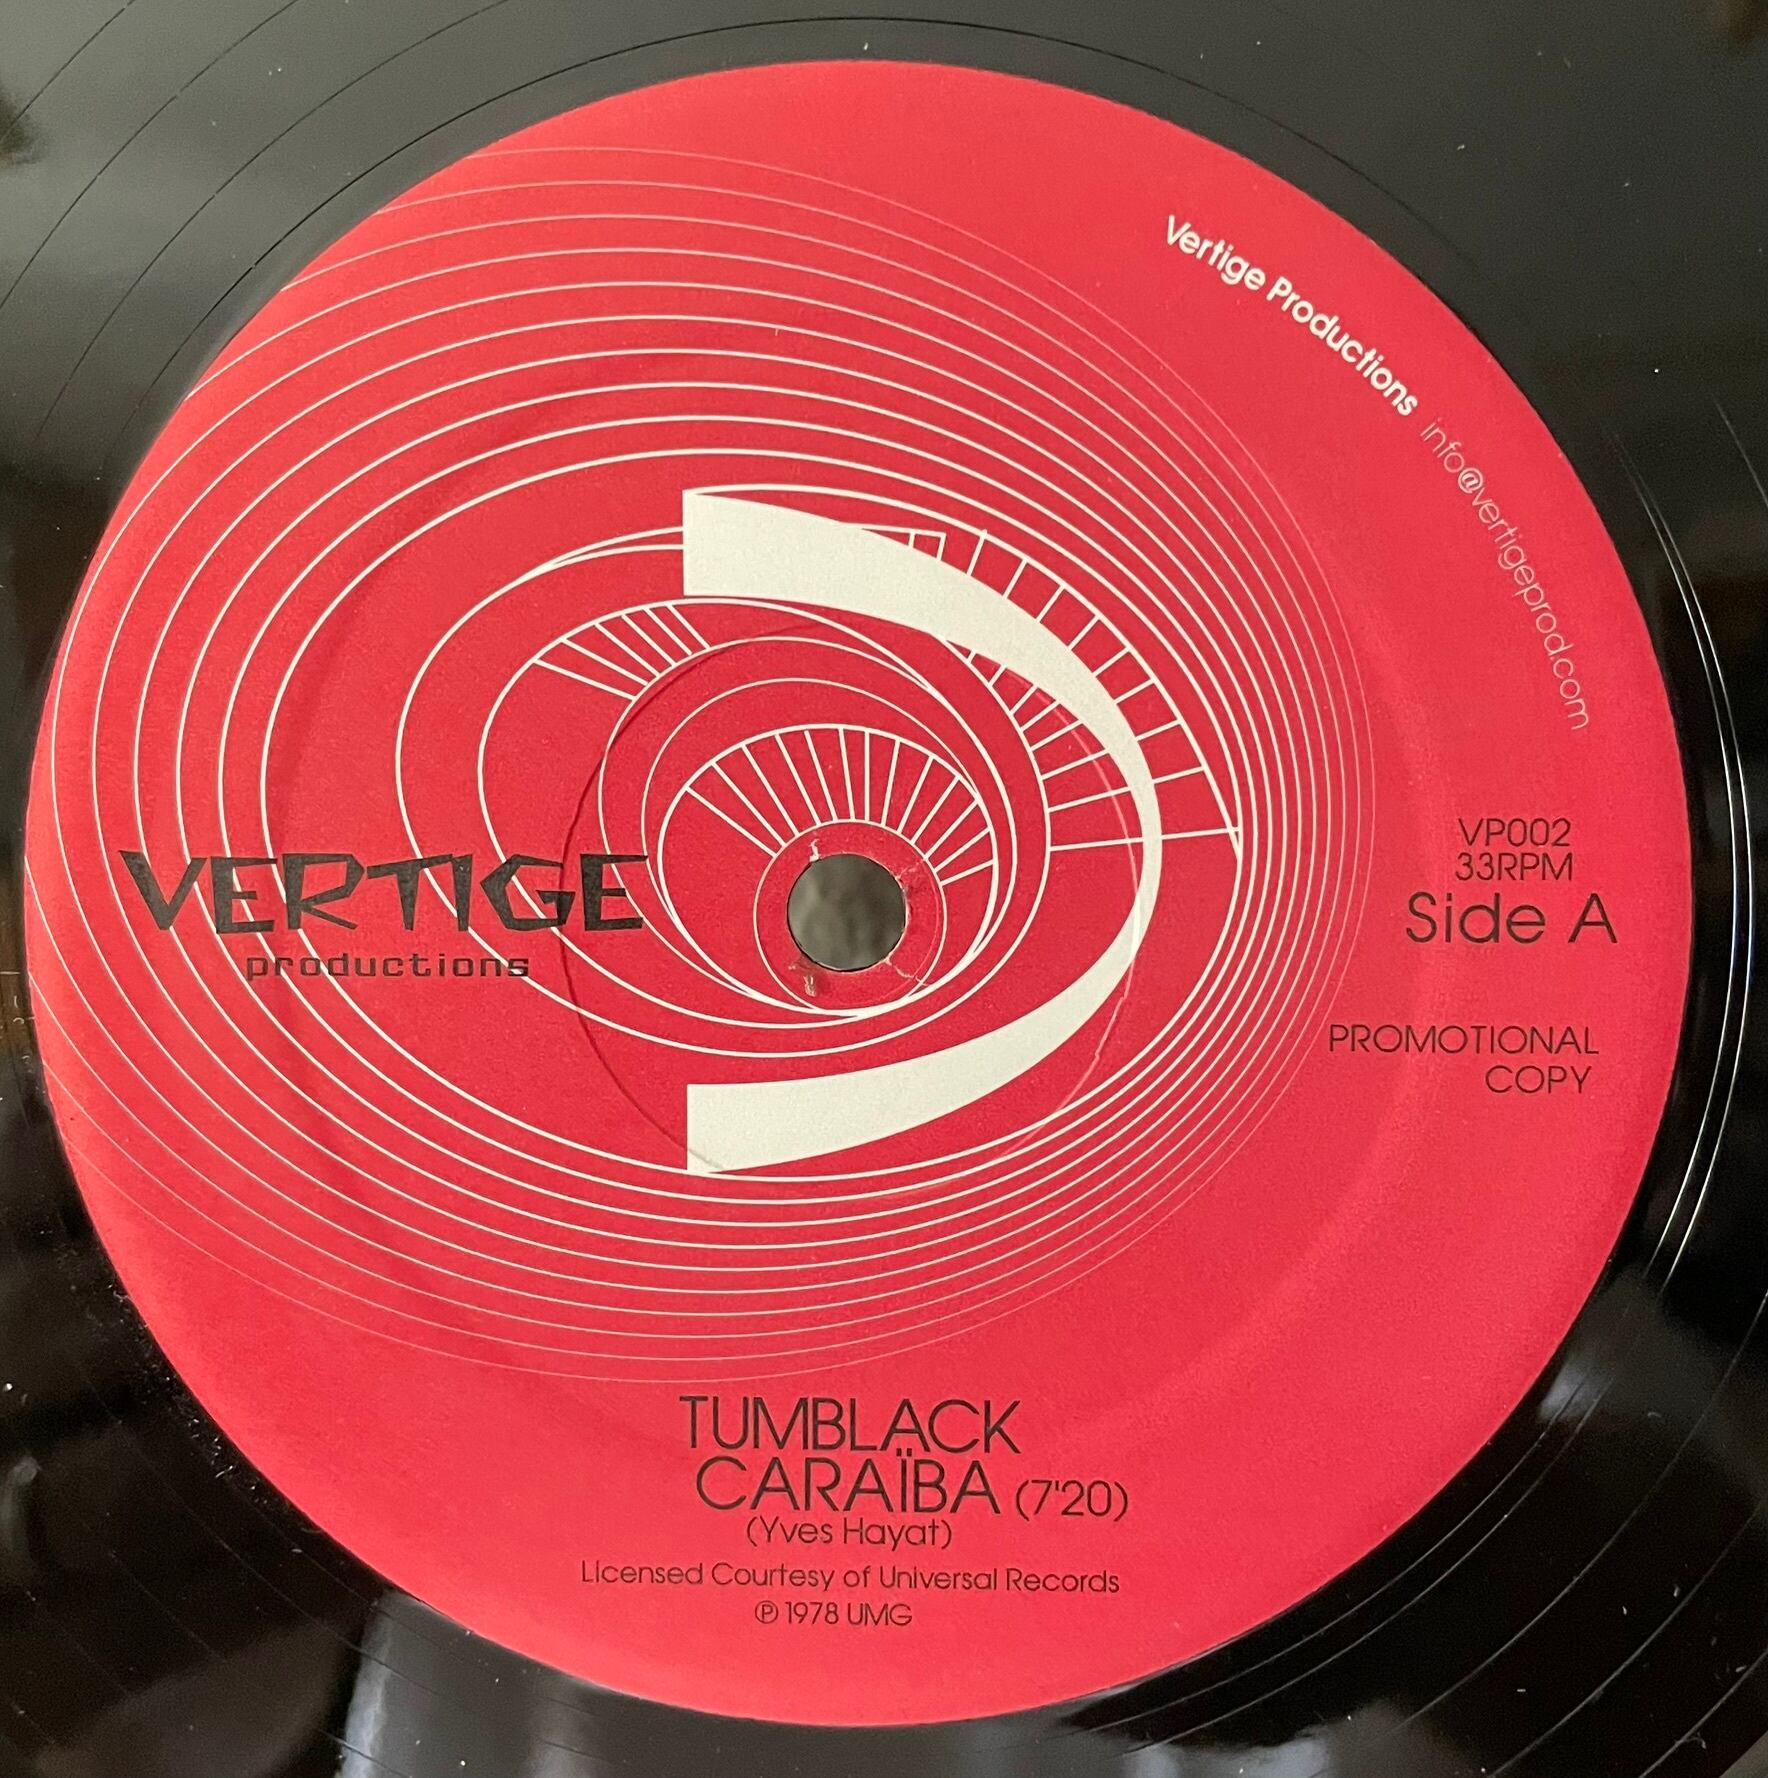 Vertige Productions info@vertigeprod.com
VERTIGE
productions
VP002
33RPM
Side A
PROMOTIONAL
COPY
TUMBLACK
CARAÏBA (7'20)
(Yves Hayat)
Licensed Courtesy of Universal Records
℗ 1978 UMG